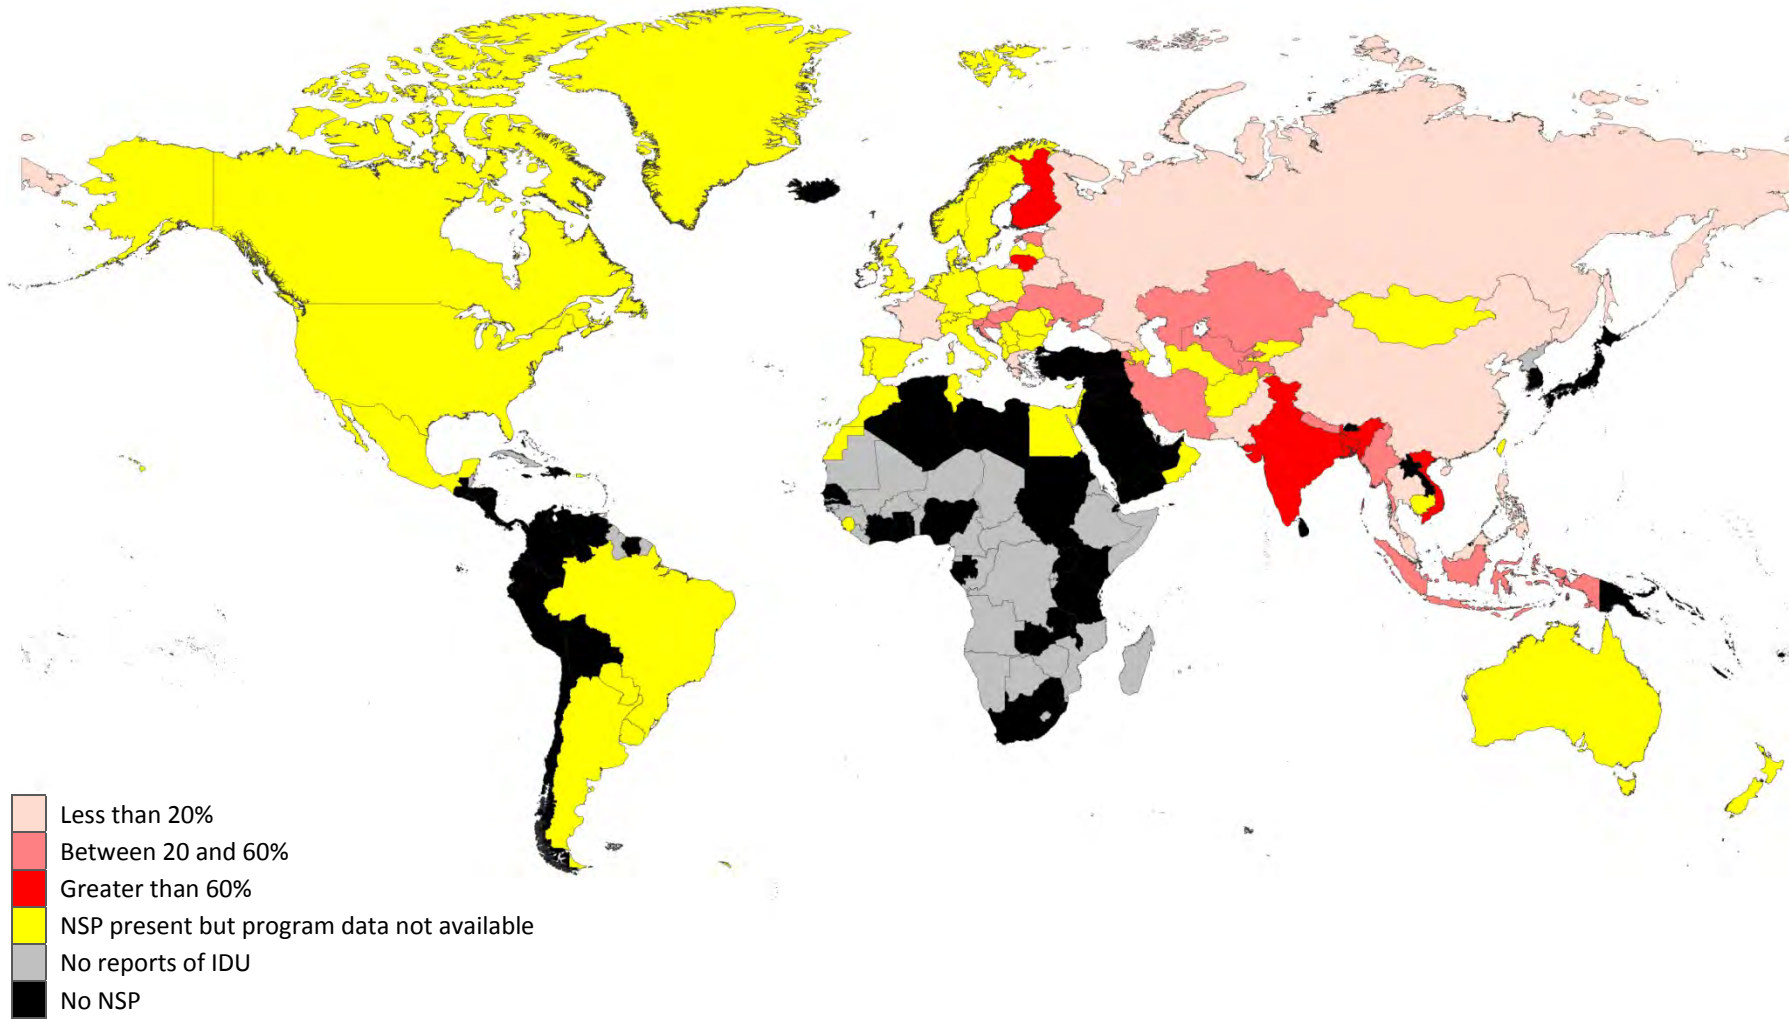 Less than 20%
Between 20 and 60%
Greater than 60%
NSP present but program data not available
No reports of IDU
No NSP